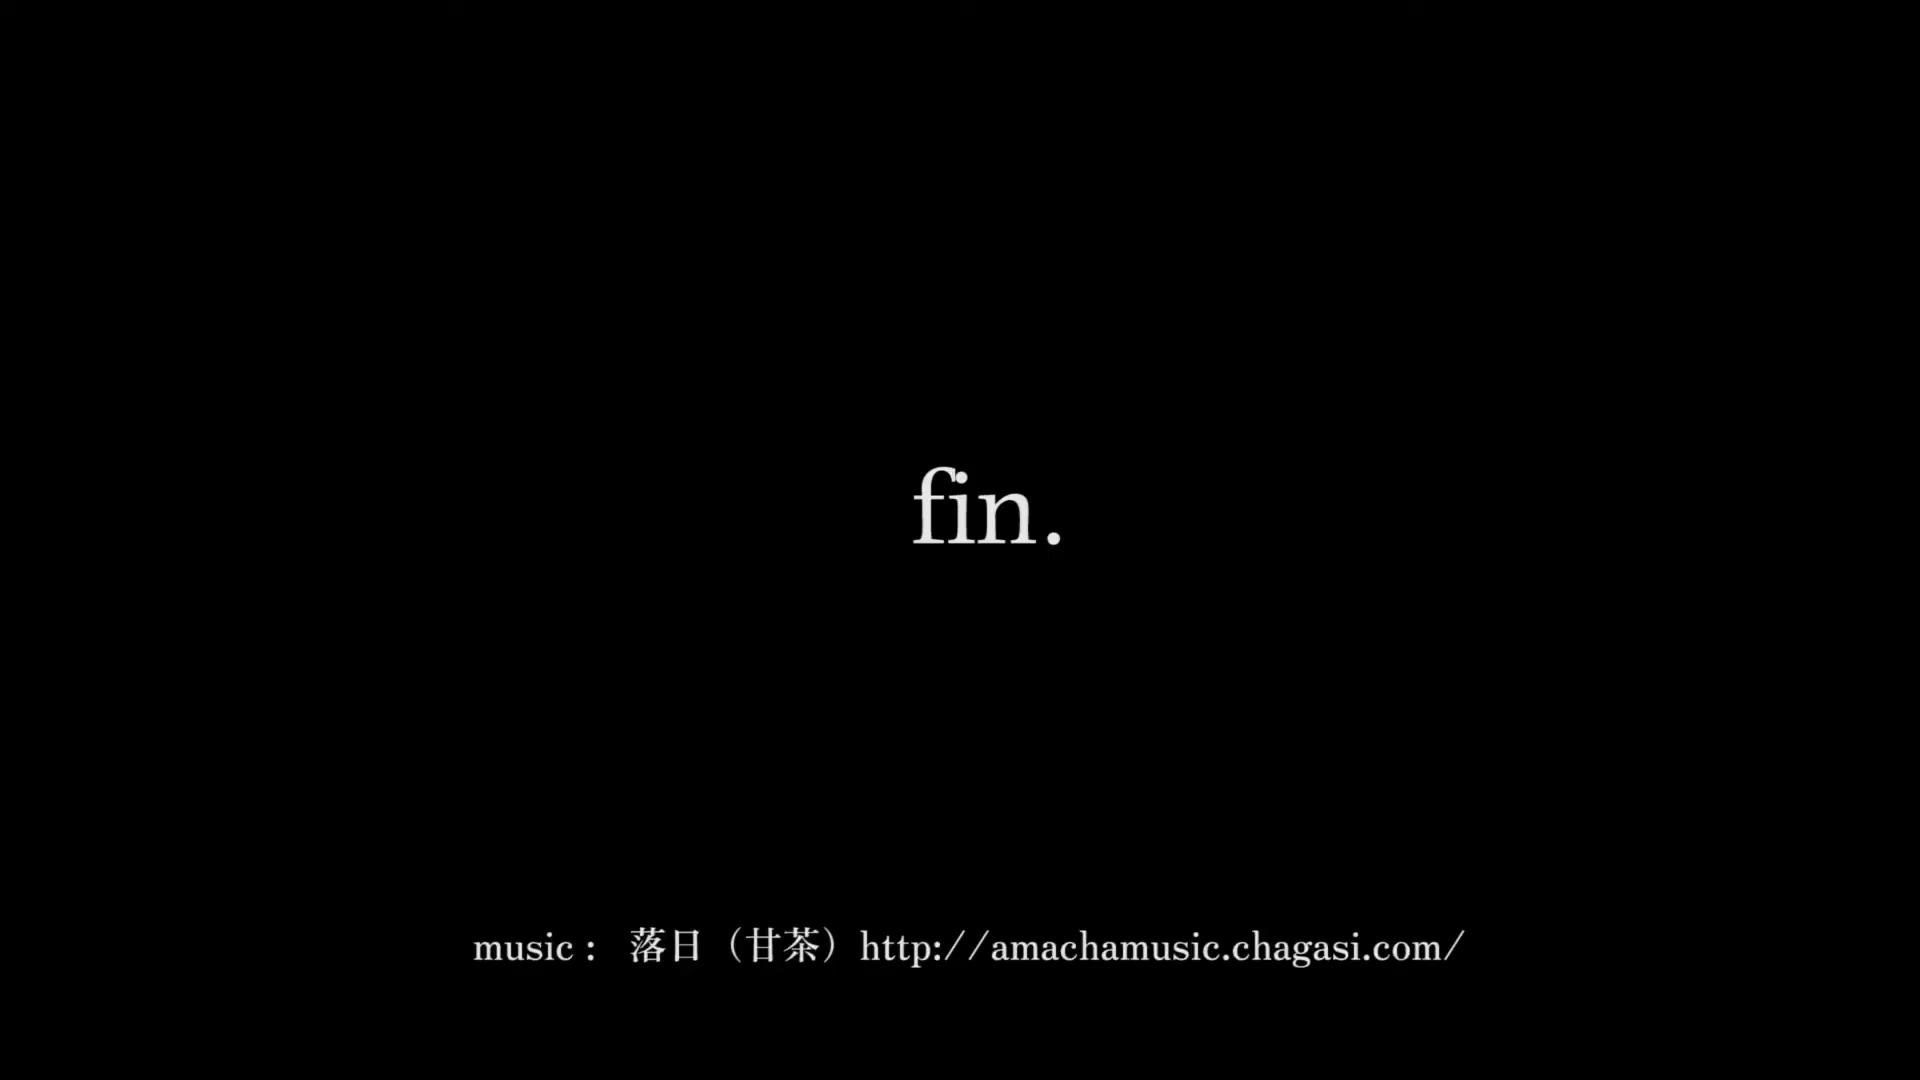 fin.
music : 落日（甘茶）http://amachamusic.chagasi.com/